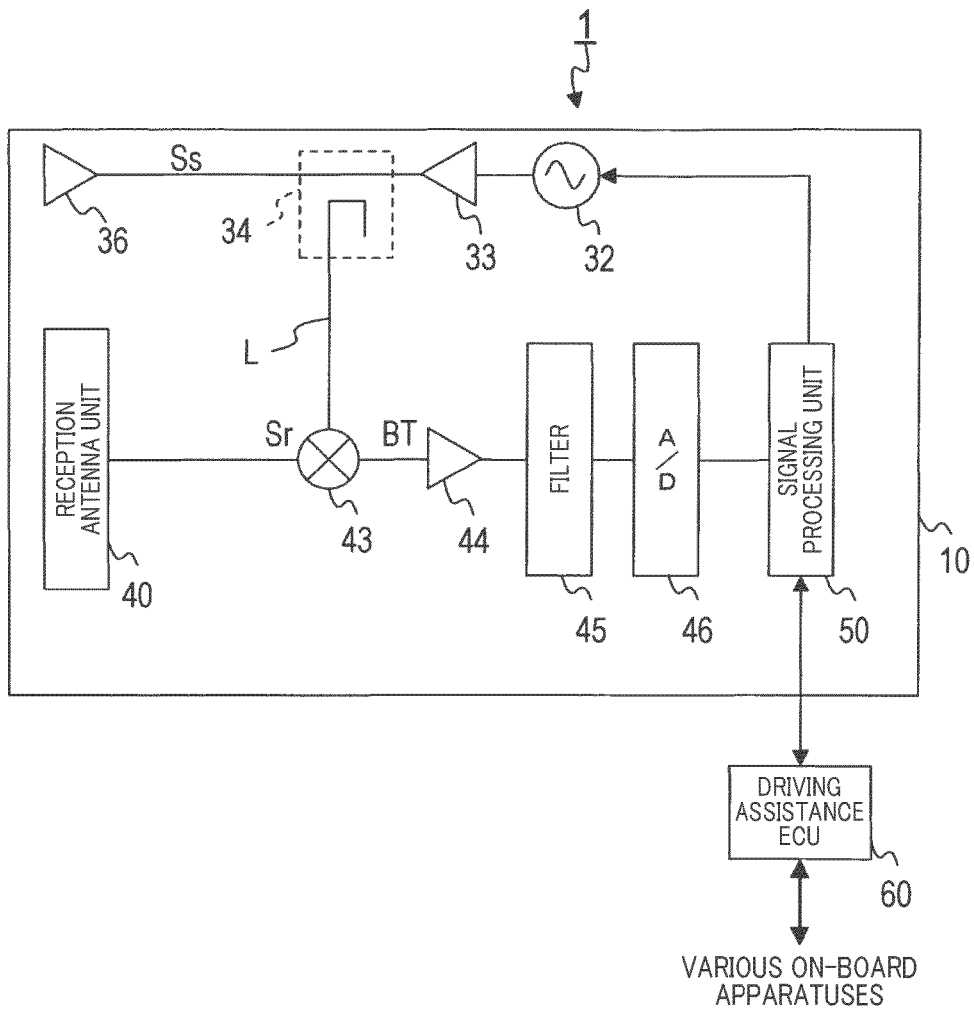 1
Ss
36
34
33
32
L
RECEPTION
ANTENNA UNIT
40
Sr
43
BT
44
FILTER
45
A
/
D
46
SIGNAL
PROCESSING UNIT
50
10
DRIVING
ASSISTANCE
ECU
60
VARIOUS ON-BOARD
APPARATUSES